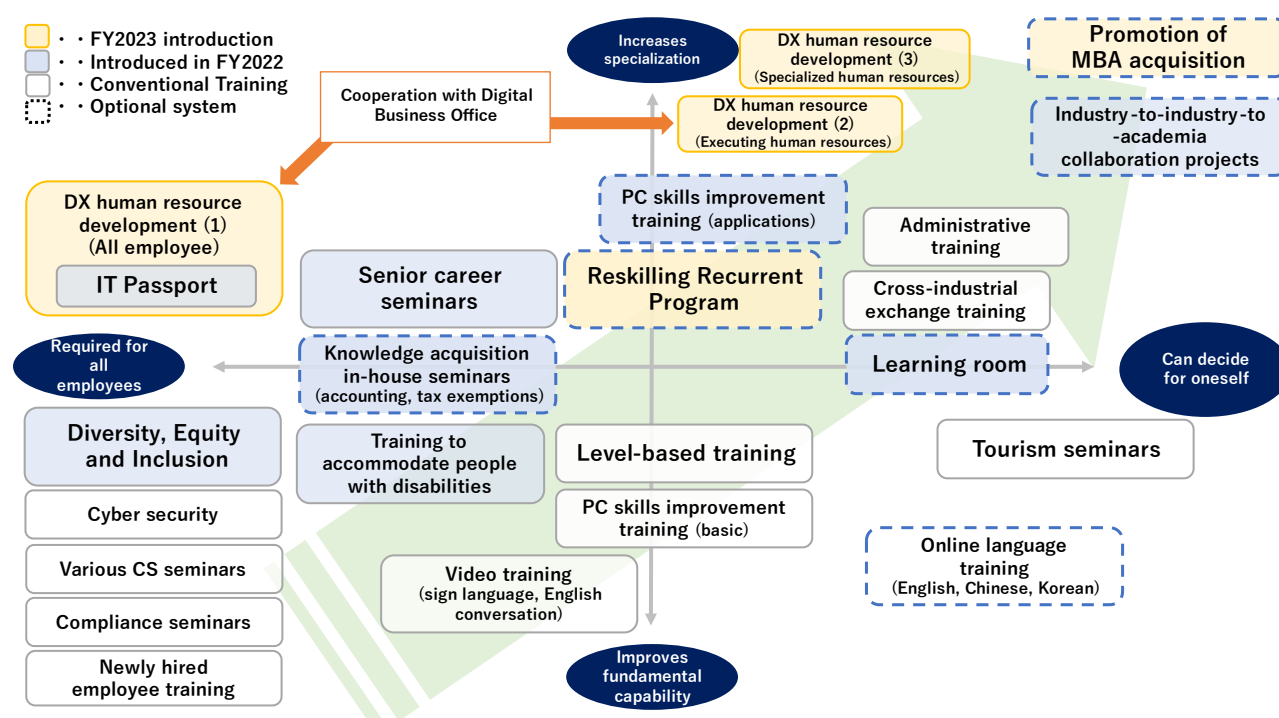 ・・FY2023 introduction
・・Introduced in FY2022
・・Conventional Training
・・Optional system
Cooperation with Digital
Business Office
Increases
specialization
DX human resource
development (3)
(Specialized human resources)
DX human resource
development (2)
(Executing human resources)
Promotion of
MBA acquisition
Industry-to-industry-to
-academia
collaboration projects
DX human resource
development (1)
(All employee)
IT Passport
PC skills improvement
training (applications)
Administrative
training
Senior career
seminars
Reskilling Recurrent
Program
Cross-industrial
exchange training
Required for
all
employees
Knowledge acquisition
in-house seminars
(accounting, tax exemptions)
Learning room
Can decide
for oneself
Diversity, Equity
and Inclusion
Training to
accommodate people
with disabilities
Level-based training
Tourism seminars
Cyber security
PC skills improvement
training (basic)
Various CS seminars
Video training
(sign language, English
conversation)
Online language
training
(English, Chinese, Korean)
Compliance seminars
Newly hired
employee training
Improves
fundamental
capability